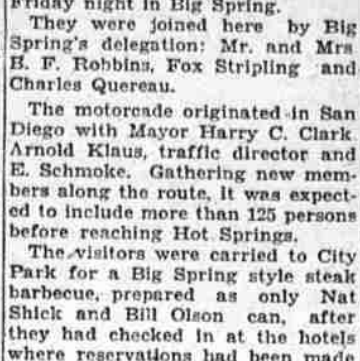 Friday night in Big Spring.
They were joined here by Big
Spring's delegation: Mr. and Mrs
B. F. Robbins, Fox Stripling and
Charles Quereau.
The motorcade originated in San
Diego with Mayor Harry C. Clark
Arnold Klaus, traffic director and
E. Schmoke. Gathering new mem-
bers along the route, it was expect-
ed to include more than 125 persons
before reaching Hot Springs.
The visitors were carried to City
Park for a Big Spring style steak
barbecue, prepared as only Nat
Shick and Bill Olson can, after
they had checked in at the hotels
where reservations had been made